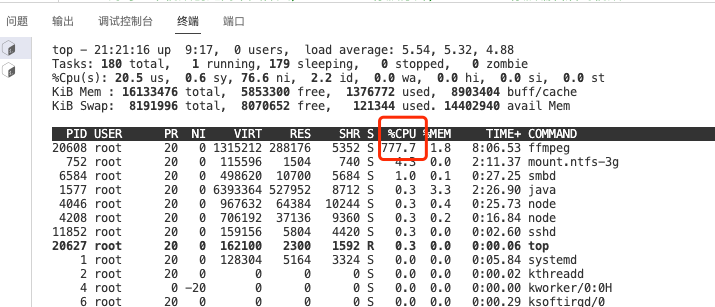 问题 输出 调试控制台 终端 端口
top - 21:21:16 up 9:17, 0 users, load average: 5.54, 5.32, 4.88
Tasks: 180 total, 1 running, 179 sleeping, 0 stopped, 0 zombie
%Cpu(s): 20.5 us, 0.6 sy, 76.6 ni, 2.2 id, 0.0 wa, 0.0 hi, 0.0 si, 0.0 st
KiB Mem : 16133476 total, 5853300 free, 1376772 used, 8903404 buff/cache
KiB Swap: 8191996 total, 8070652 free, 121344 used. 14402940 avail Mem
PID USER PR NI VIRT RES SHR S %CPU %MEM TIME+ COMMAND
20608 root 20 0 1315212 288176 5352 S 777.7 1.8 8:06.53 ffmpeg
752 root 20 0 115596 1504 740 S 4.3 0.0 2:11.37 mount.ntfs-3g
6584 root 20 0 498620 10700 5684 S 1.0 0.1 0:27.25 smbd
1577 root 20 0 6393364 527952 8712 S 0.3 3.3 2:26.90 java
4046 root 20 0 967632 64384 10244 S 0.3 0.4 0:25.73 node
4208 root 20 0 706192 37136 9360 S 0.3 0.2 0:16.84 node
11852 root 20 0 159156 5804 4420 S 0.3 0.0 0:02.60 sshd
20627 root 20 0 162100 2300 1592 R 0.3 0.0 0:00.06 top
1 root 20 0 128304 5164 3324 S 0.0 0.0 0:05.84 systemd
2 root 20 0 0 0 0 S 0.0 0.0 0:00.02 kthreadd
4 root 0 -20 0 0 0 S 0.0 0.0 0:00.00 kworker/0:0H
6 root 20 0 0 0 0 S 0.0 0.0 0:00.29 ksoftirqd/0